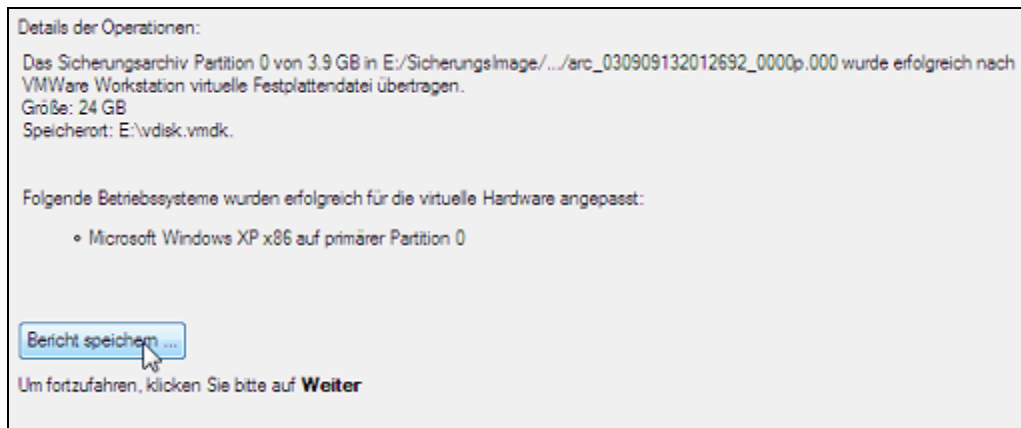 Details der Operationen:
Das Sicherungsarchiv Partition 0 von 3.9 GB in E:/SicherungsImage/.../arc_030909132012692_0000p.000 wurde erfolgreich nach
VMWare Workstation virtuelle Festplattendatei übertragen.
Größe: 24 GB
Speicherort: E:\vdisk.vmdk.
Folgende Betriebssysteme wurden erfolgreich für die virtuelle Hardware angepasst:
• Microsoft Windows XP x86 auf primärer Partition 0
Bericht speichern ...
Um fortzufahren, klicken Sie bitte auf Weiter